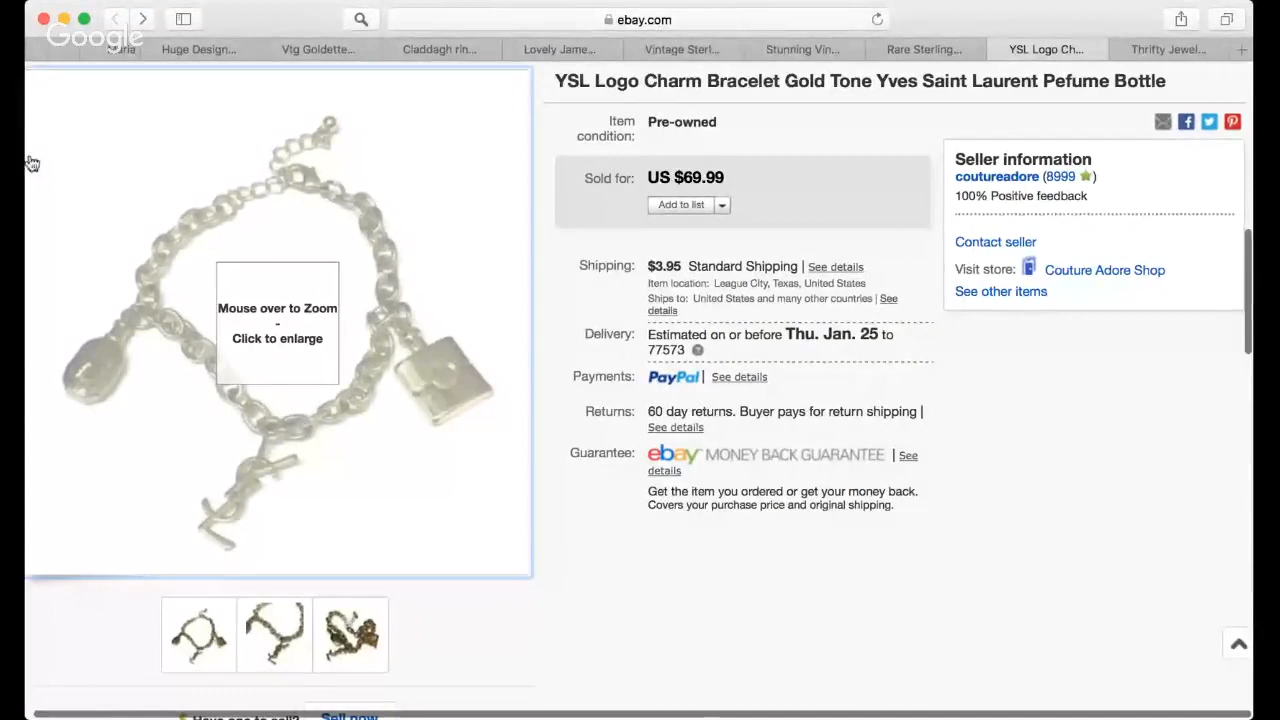 ebay.com
Google
Maria
Huge Design...
Vtg Goldette...
Claddagh rin...
Lovely Jame...
Vintage Sterl...
Stunning Vin...
Rare Sterling...
YSL Logo Ch...
Thrifty Jewel...
YSL Logo Charm Bracelet Gold Tone Yves Saint Laurent Pefume Bottle
Item condition:
Pre-owned
Sold for:
US $69.99
Add to list
Shipping:
$3.95 Standard Shipping | See details
Item location: League City, Texas, United States
Ships to: United States and many other countries | See
details
Delivery:
Estimated on or before Thu. Jan. 25 to
77573
Payments:
PayPal | See details
Returns:
60 day returns. Buyer pays for return shipping |
See details
Guarantee:
ebay MONEY BACK GUARANTEE | See
details
Get the item you ordered or get your money back.
Covers your purchase price and original shipping.
Seller information
coutureadore (8999 )
100% Positive feedback
Contact seller
Visit store: Couture Adore Shop
See other items
Mouse over to Zoom
-
Click to enlarge
Have one to sell? Sell now